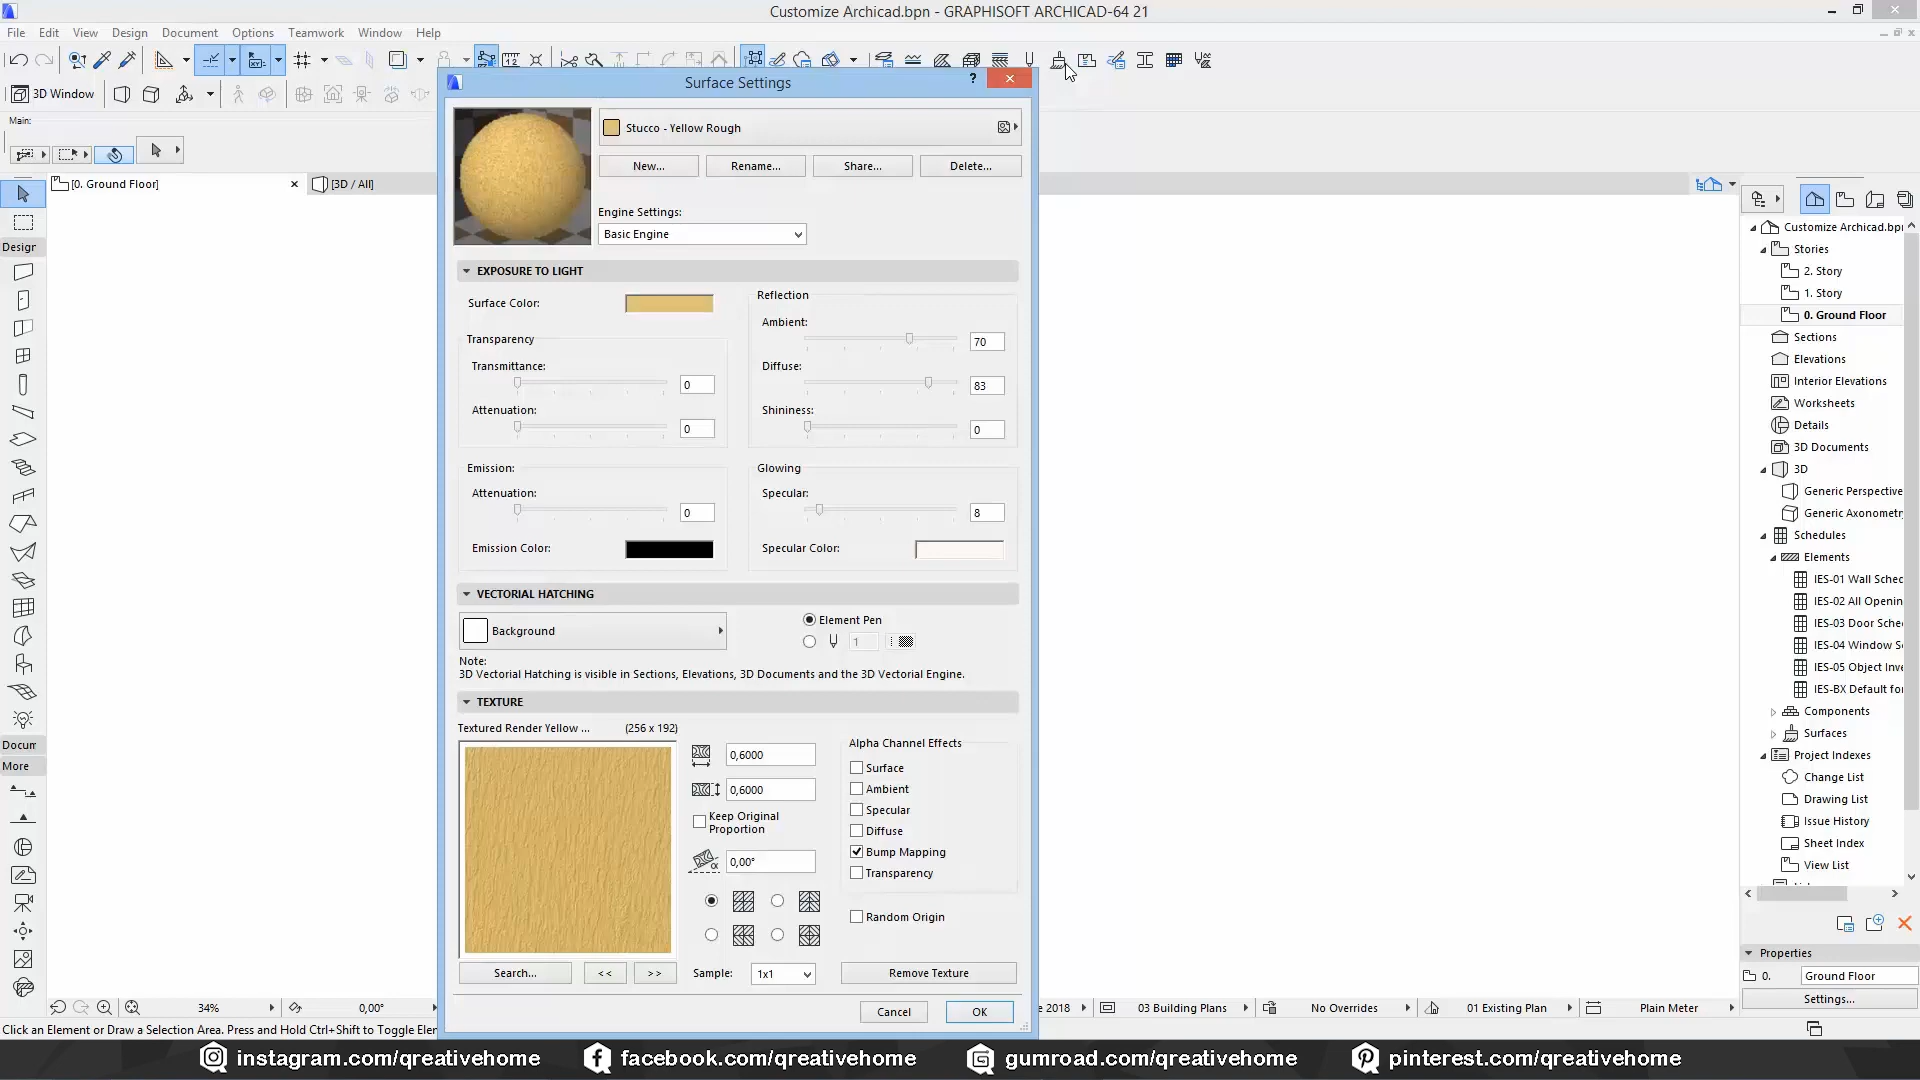 Customize Archicad.bpn - GRAPHISOFT ARCHICAD-64 21
File Edit View Design Document Options Teamwork Window Help
3D Window
Main:
[0. Ground Floor]
[3D / All]
Design
Docum
More
Surface Settings
Stucco - Yellow Rough
New... Rename... Share... Delete...
Engine Settings:
Basic Engine
EXPOSURE TO LIGHT
Surface Color:
Transparency
Transmittance: 0
Attenuation: 0
Reflection
Ambient: 70
Diffuse: 83
Shininess: 0
Emission:
Attenuation: 0
Emission Color:
Glowing
Specular: 8
Specular Color:
VECTORIAL HATCHING
Background
Element Pen
1
Note:
3D Vectorial Hatching is visible in Sections, Elevations, 3D Documents and the 3D Vectorial Engine.
TEXTURE
Textured Render Yellow ... (256 x 192)
0,6000
0,6000
Keep Original
Proportion
0,00°
Alpha Channel Effects
Surface
Ambient
Specular
Diffuse
Bump Mapping
Transparency
Random Origin
Search... << >> Sample: 1x1 Remove Texture
Cancel OK
Customize Archicad.bpn
Stories
2. Story
1. Story
0. Ground Floor
Sections
Elevations
Interior Elevations
Worksheets
Details
3D Documents
3D
Generic Perspective
Generic Axonometr
Schedules
Elements
IES-01 Wall Sched
IES-02 All Openin
IES-03 Door Sche
IES-04 Window S
IES-05 Object Inve
IES-BX Default fo
Components
Surfaces
Project Indexes
Change List
Drawing List
Issue History
Sheet Index
View List
Properties
0. Ground Floor
Settings...
34% 0,00° e 2018 03 Building Plans No Overrides 01 Existing Plan Plain Meter
Click an Element or Draw a Selection Area. Press and Hold Ctrl+Shift to Toggle Eler
instagram.com/qreativehome facebook.com/qreativehome gumroad.com/qreativehome pinterest.com/qreativehome